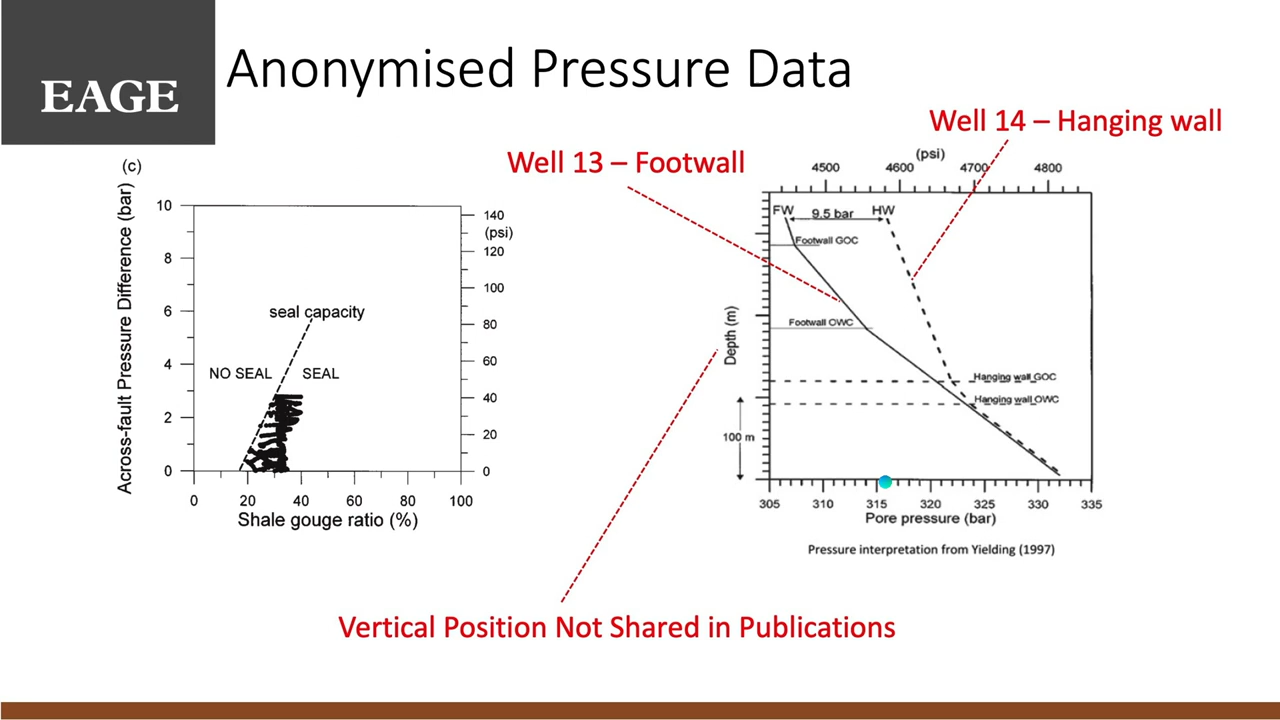 EAGE
Anonymised Pressure Data
Well 14 – Hanging wall
Well 13 – Footwall
(c)
Across-fault Pressure Difference (bar)
10
8
6
4
2
0
140
(psi)
120
100
80
60
40
20
0
seal capacity
NO SEAL
SEAL
0
20
40
60
80
100
Shale gouge ratio (%)
(psi)
4500
4600
4700
4800
FW
9.5 bar
HW
Footwall GOC
Footwall OWC
Depth (m)
Hanging wall GOC
Hanging wall OWC
100 m
305
310
315
320
325
330
335
Pore pressure (bar)
Pressure interpretation from Yielding (1997)
Vertical Position Not Shared in Publications